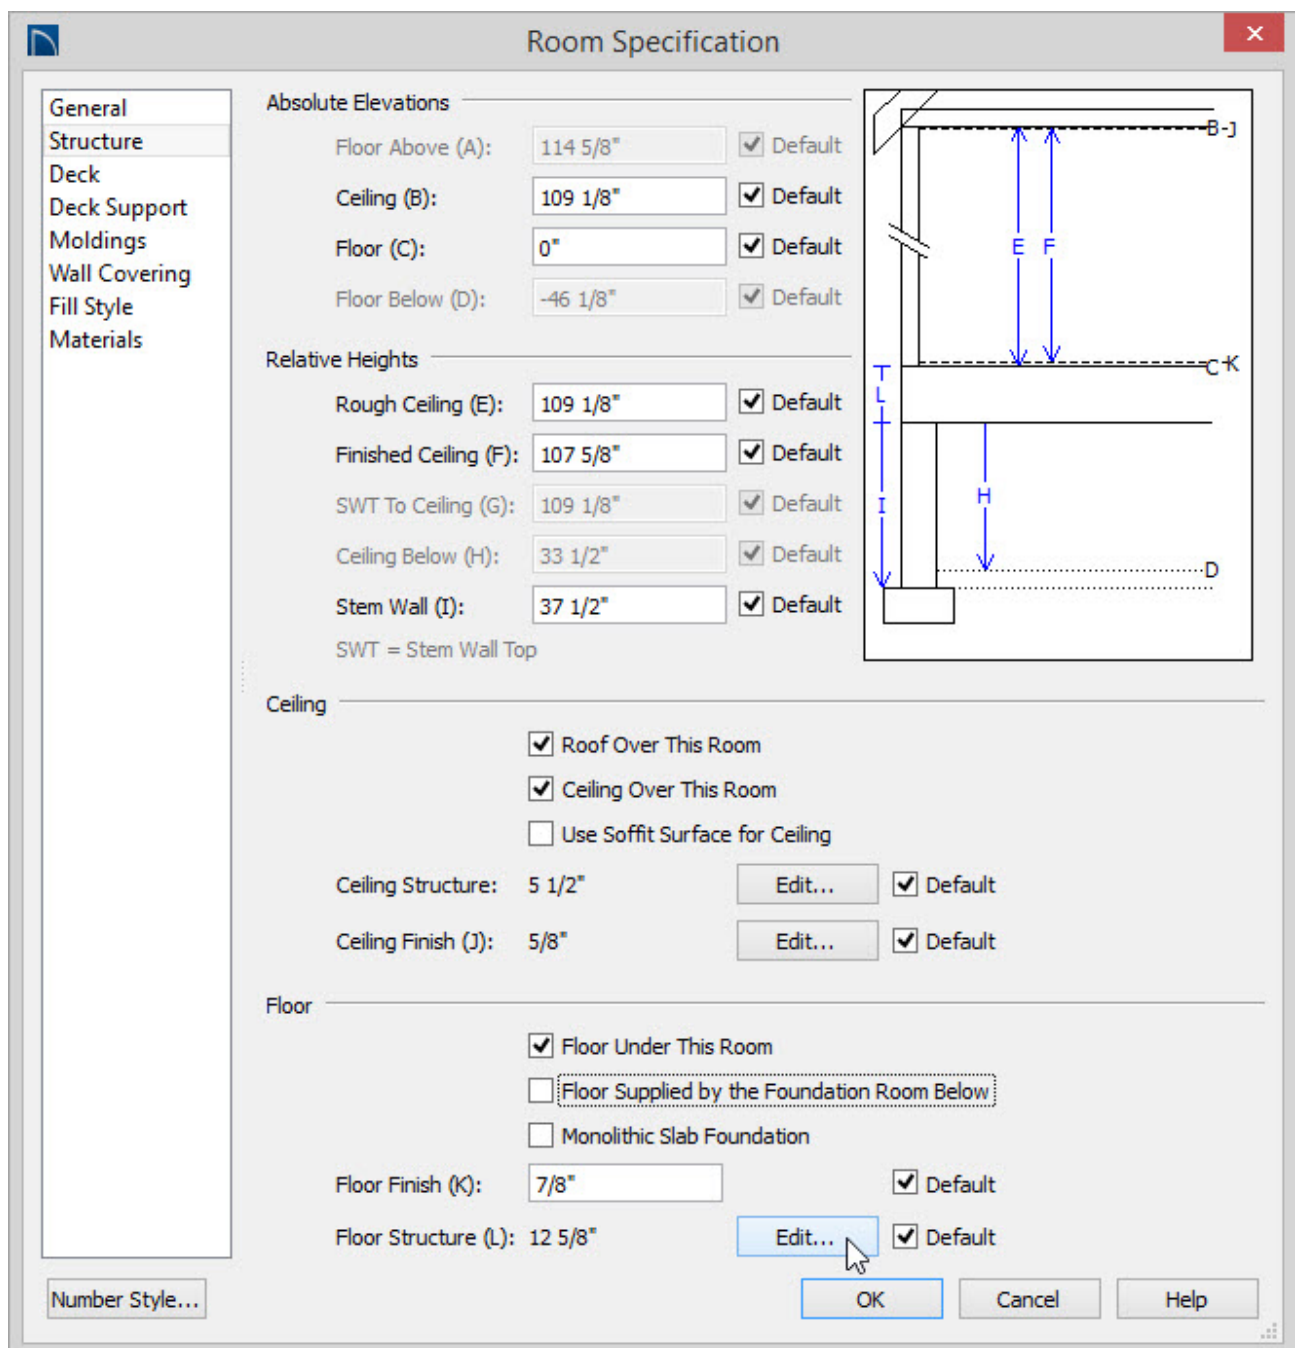 Room Specification
General
Structure
Deck
Deck Support
Moldings
Wall Covering
Fill Style
Materials
Absolute Elevations
Floor Above (A): 114 5/8" Default
Ceiling (B): 109 1/8" Default
Floor (C): 0" Default
Floor Below (D): -46 1/8" Default
Relative Heights
Rough Ceiling (E): 109 1/8" Default
Finished Ceiling (F): 107 5/8" Default
SWT To Ceiling (G): 109 1/8" Default
Ceiling Below (H): 33 1/2" Default
Stem Wall (I): 37 1/2" Default
SWT = Stem Wall Top
B-J
E F
C-K
L
H
I
D
Ceiling
Roof Over This Room
Ceiling Over This Room
Use Soffit Surface for Ceiling
Ceiling Structure: 5 1/2" Edit... Default
Ceiling Finish (J): 5/8" Edit... Default
Floor
Floor Under This Room
Floor Supplied by the Foundation Room Below
Monolithic Slab Foundation
Floor Finish (K): 7/8" Default
Floor Structure (L): 12 5/8" Edit... Default
Number Style... OK Cancel Help